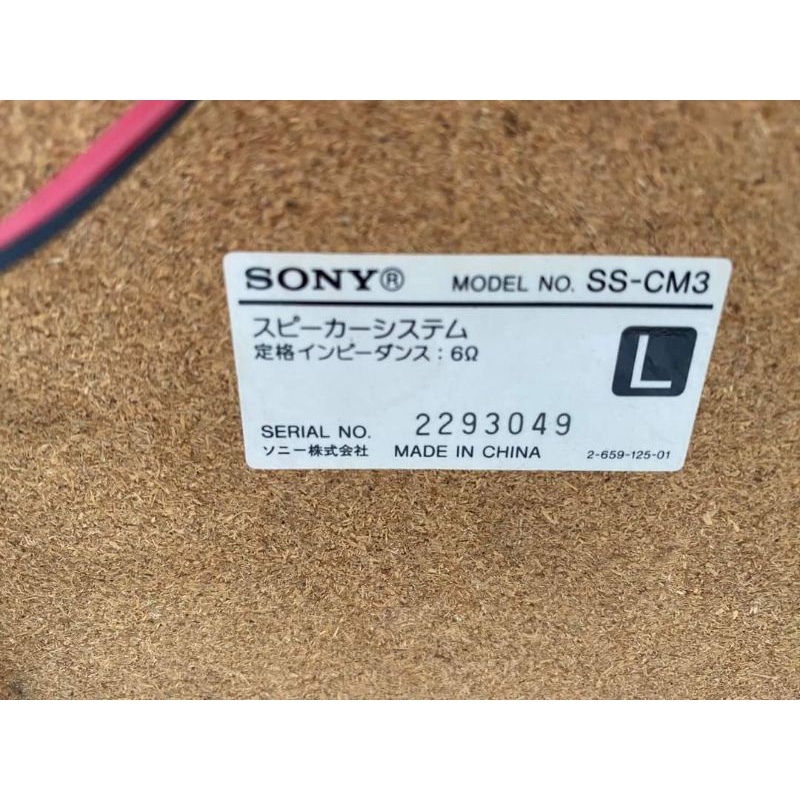 SONY® MODEL NO. SS-CM3
スピーカーシステム
定格インピーダンス：6Ω
L
SERIAL NO. 2293049
ソニー株式会社 MADE IN CHINA 2-659-125-01